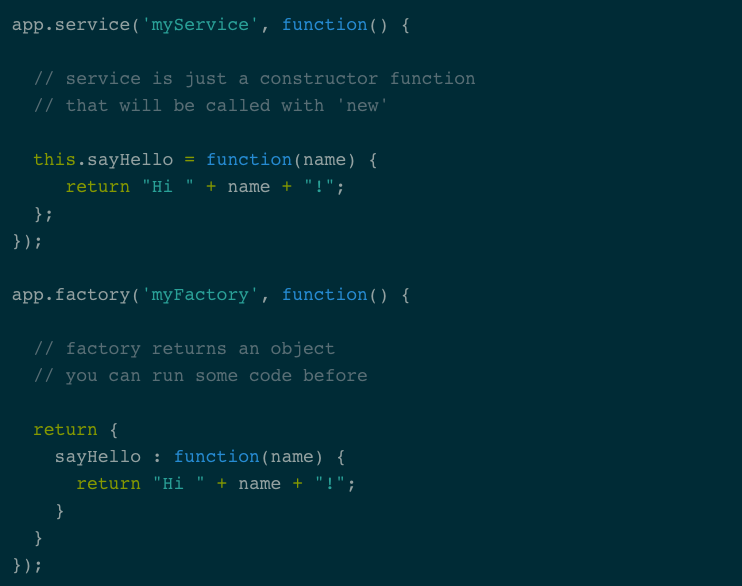 app.service('myService', function() {
// service is just a constructor function
// that will be called with 'new'
this.sayHello = function(name) {
return "Hi " + name + "!";
};
});
app.factory('myFactory', function() {
// factory returns an object
// you can run some code before
return {
sayHello : function(name) {
return "Hi " + name + "!";
}
}
});